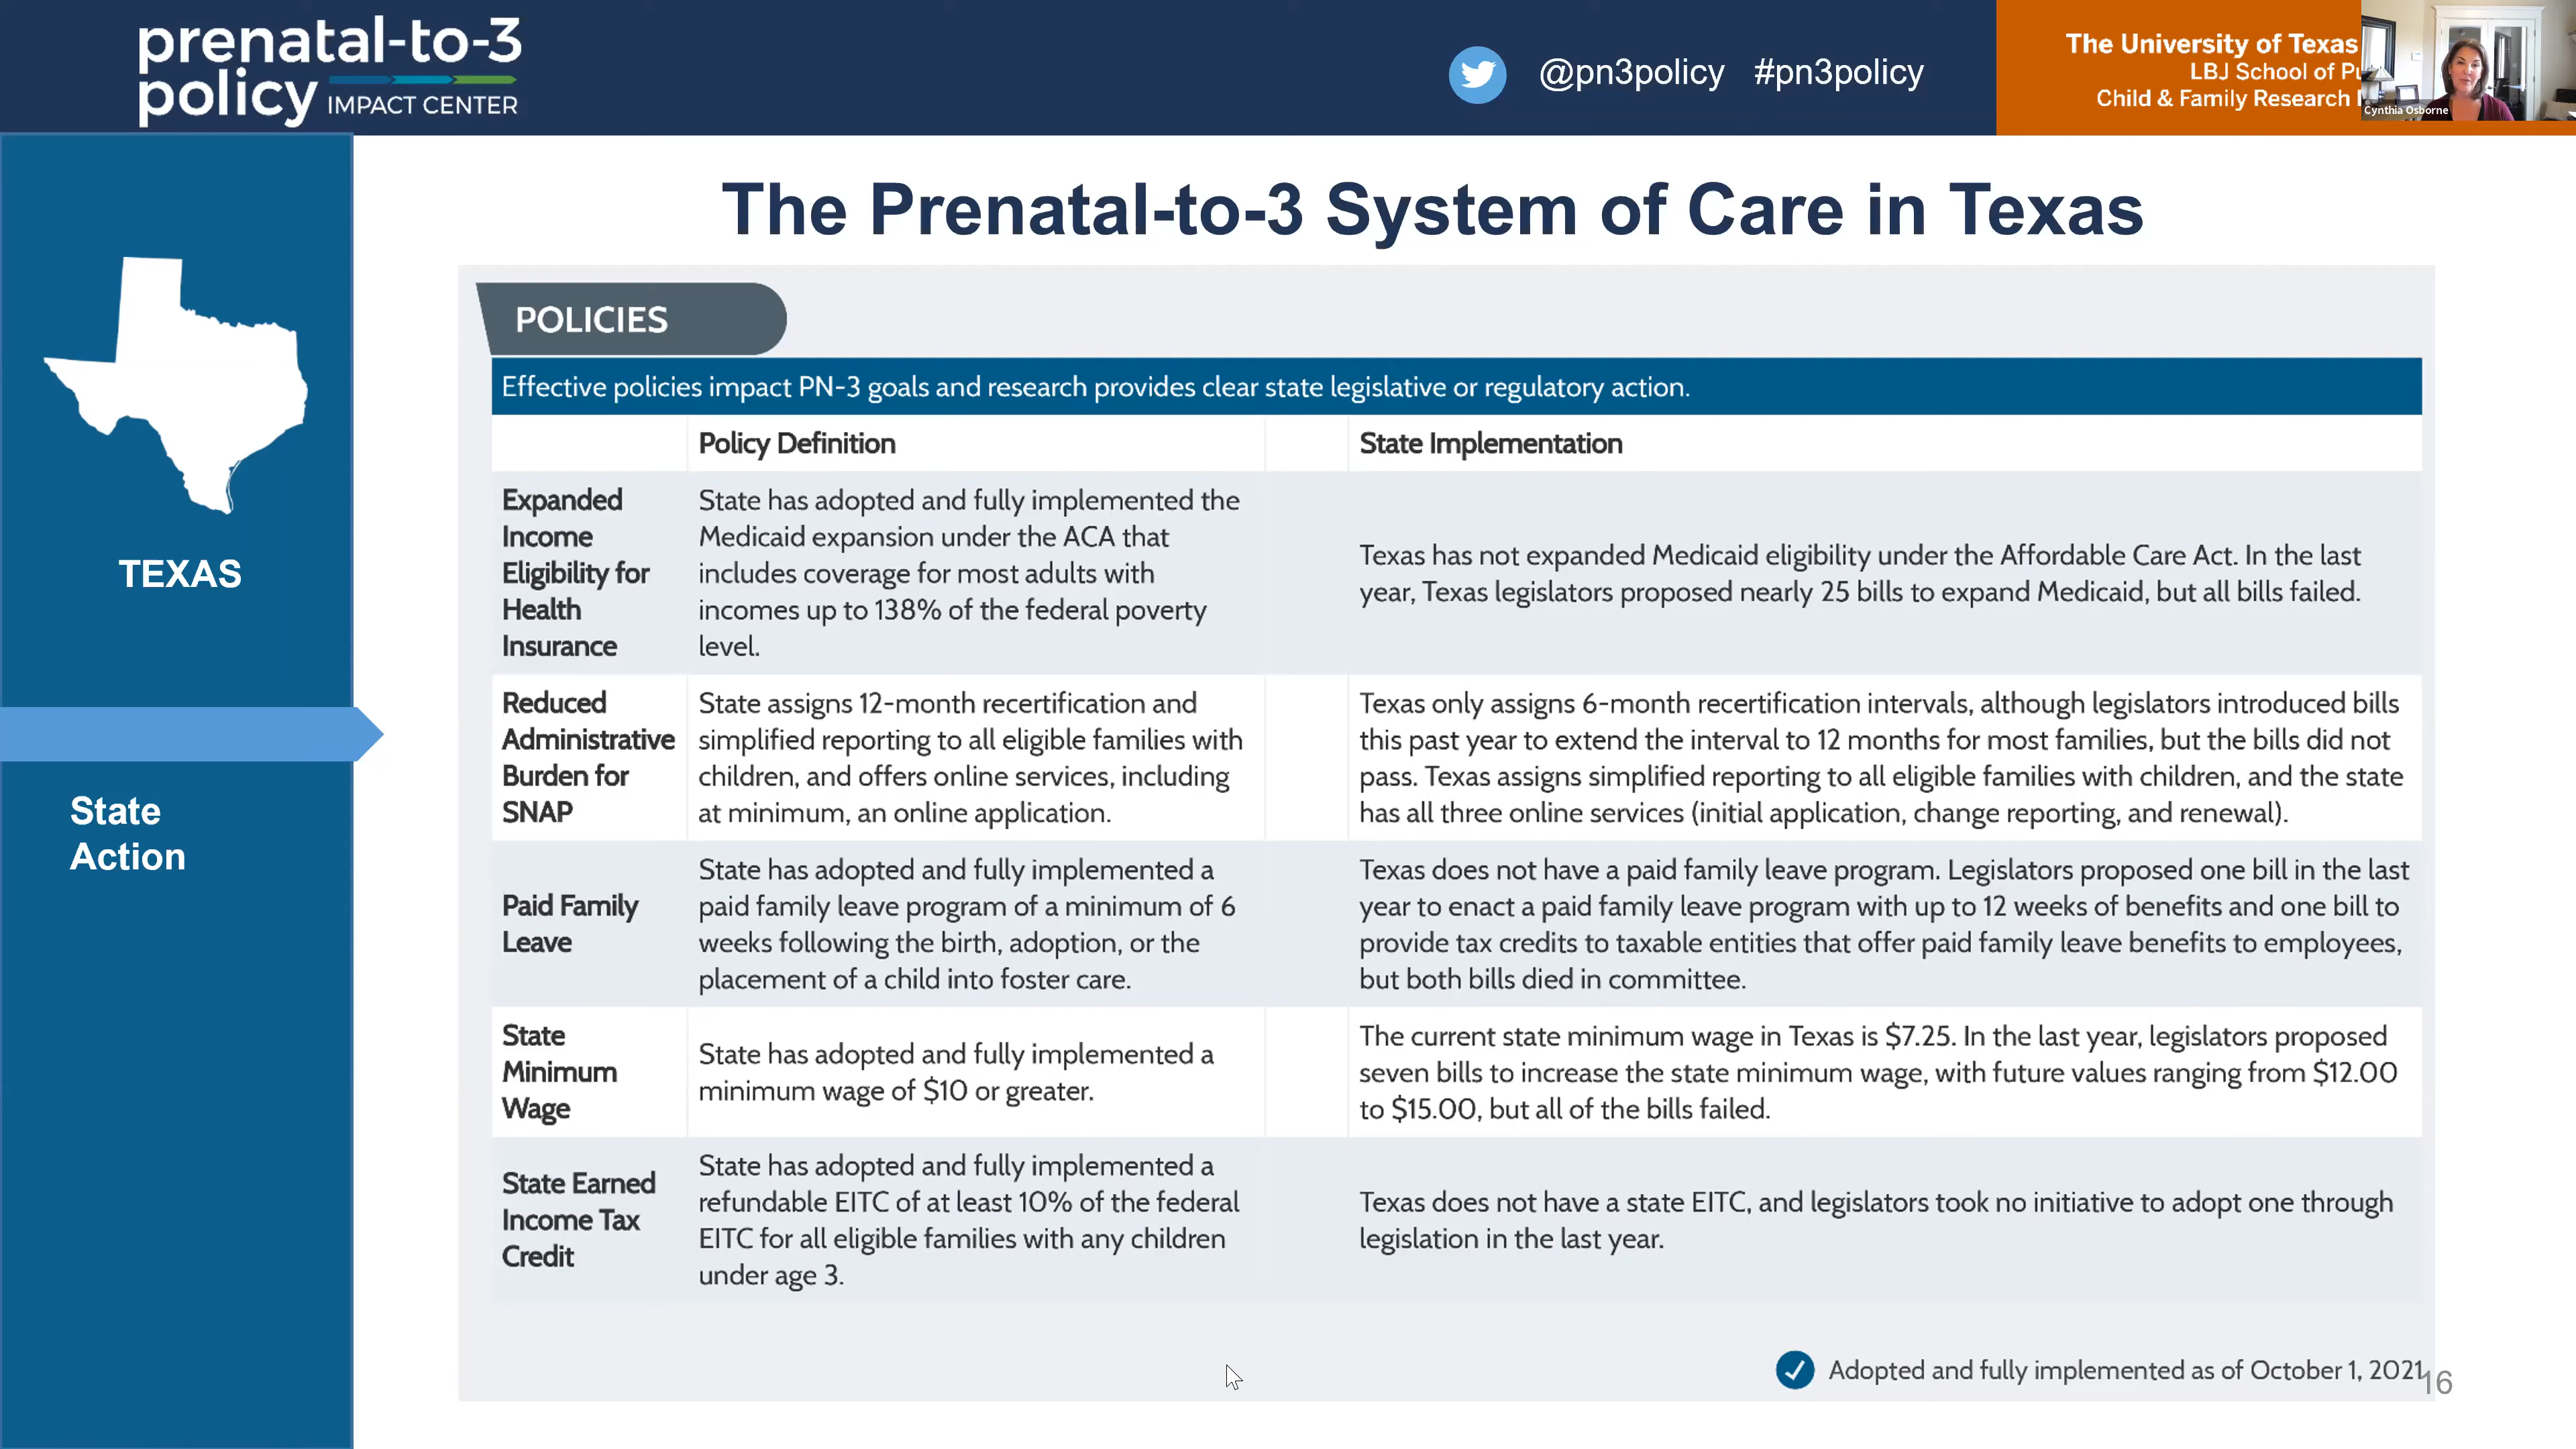 prenatal-to-3
policy IMPACT CENTER
@pn3policy #pn3policy
The University of Texas
LBJ School of
Child & Family Research
Cynthia Osborne
The Prenatal-to-3 System of Care in Texas
TEXAS
State
Action
POLICIES
Effective policies impact PN-3 goals and research provides clear state legislative or regulatory action.
Policy Definition
State Implementation
Expanded
Income
Eligibility for
Health
Insurance
State has adopted and fully implemented the
Medicaid expansion under the ACA that
includes coverage for most adults with
incomes up to 138% of the federal poverty
level.
Texas has not expanded Medicaid eligibility under the Affordable Care Act. In the last
year, Texas legislators proposed nearly 25 bills to expand Medicaid, but all bills failed.
Reduced
Administrative
Burden for
SNAP
State assigns 12-month recertification and
simplified reporting to all eligible families with
children, and offers online services, including
at minimum, an online application.
Texas only assigns 6-month recertification intervals, although legislators introduced bills
this past year to extend the interval to 12 months for most families, but the bills did not
pass. Texas assigns simplified reporting to all eligible families with children, and the state
has all three online services (initial application, change reporting, and renewal).
Paid Family
Leave
State has adopted and fully implemented a
paid family leave program of a minimum of 6
weeks following the birth, adoption, or the
placement of a child into foster care.
Texas does not have a paid family leave program. Legislators proposed one bill in the last
year to enact a paid family leave program with up to 12 weeks of benefits and one bill to
provide tax credits to taxable entities that offer paid family leave benefits to employees,
but both bills died in committee.
State
Minimum
Wage
State has adopted and fully implemented a
minimum wage of $10 or greater.
The current state minimum wage in Texas is $7.25. In the last year, legislators proposed
seven bills to increase the state minimum wage, with future values ranging from $12.00
to $15.00, but all of the bills failed.
State Earned
Income Tax
Credit
State has adopted and fully implemented a
refundable EITC of at least 10% of the federal
EITC for all eligible families with any children
under age 3.
Texas does not have a state EITC, and legislators took no initiative to adopt one through
legislation in the last year.
Adopted and fully implemented as of October 1, 2021
16